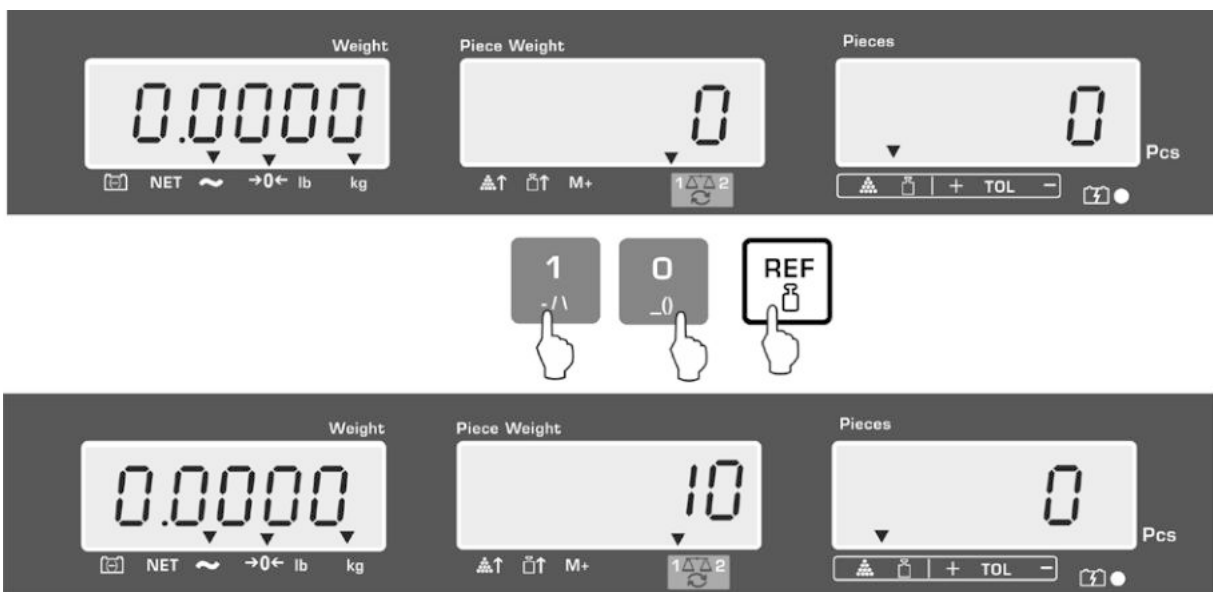 Weight Piece Weight Pieces
0.0000 0 0
Pcs
NET ~ →0← lb kg M+ 1 2 + TOL −
1 0 REF
- / \ _()
Weight Piece Weight Pieces
0.0000 10 0
Pcs
NET ~ →0← lb kg M+ 1 2 + TOL −